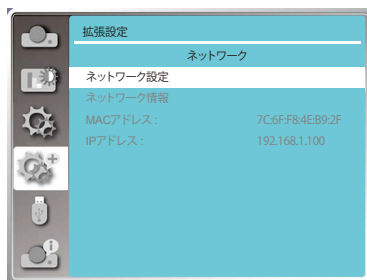 拡張設定
ネットワーク
ネットワーク設定
ネットワーク情報
MACアドレス : 7C:6F:F8:4E:B9:2F
IPアドレス : 192.168.1.100